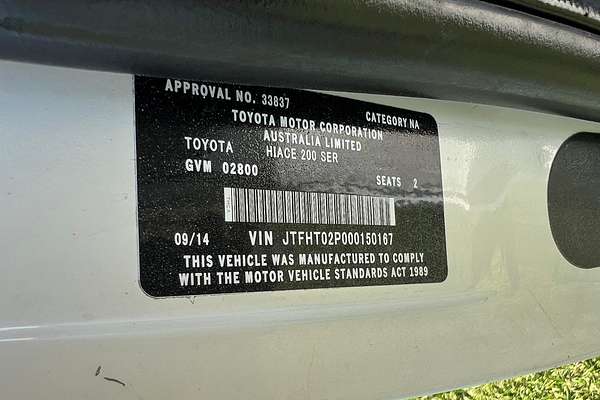 APPROVAL NO. 33837 CATEGORY NA
TOYOTA MOTOR CORPORATION
AUSTRALIA LIMITED
TOYOTA HIACE 200 SER
GVM 02800
SEATS 2
09/14 VIN JTFHT02P000150167
THIS VEHICLE WAS MANUFACTURED TO COMPLY
WITH THE MOTOR VEHICLE STANDARDS ACT 1989